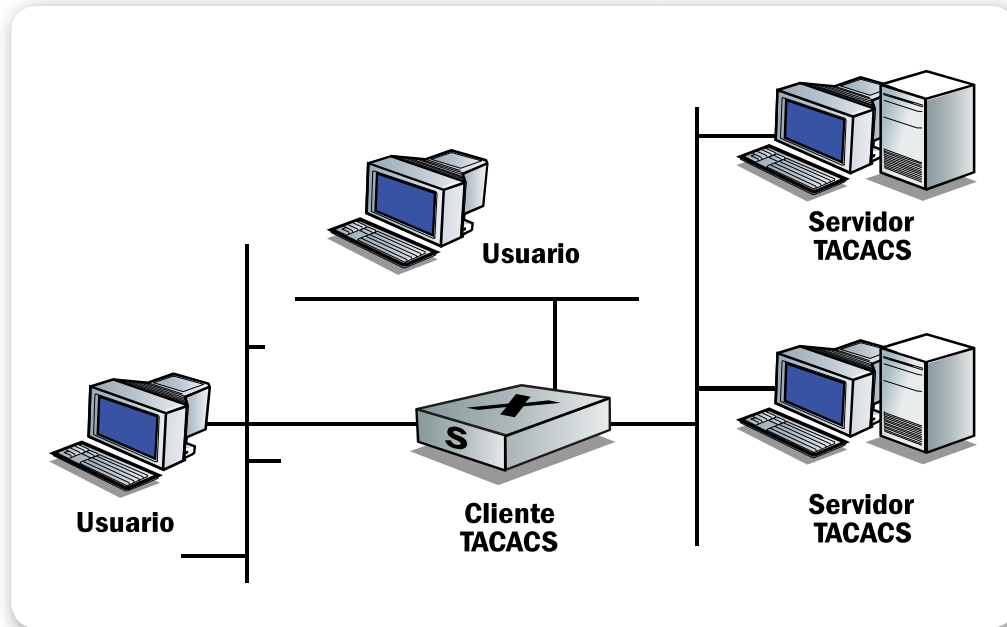 Servidor
TACACS
Usuario
S
Usuario
Cliente
TACACS
Servidor
TACACS